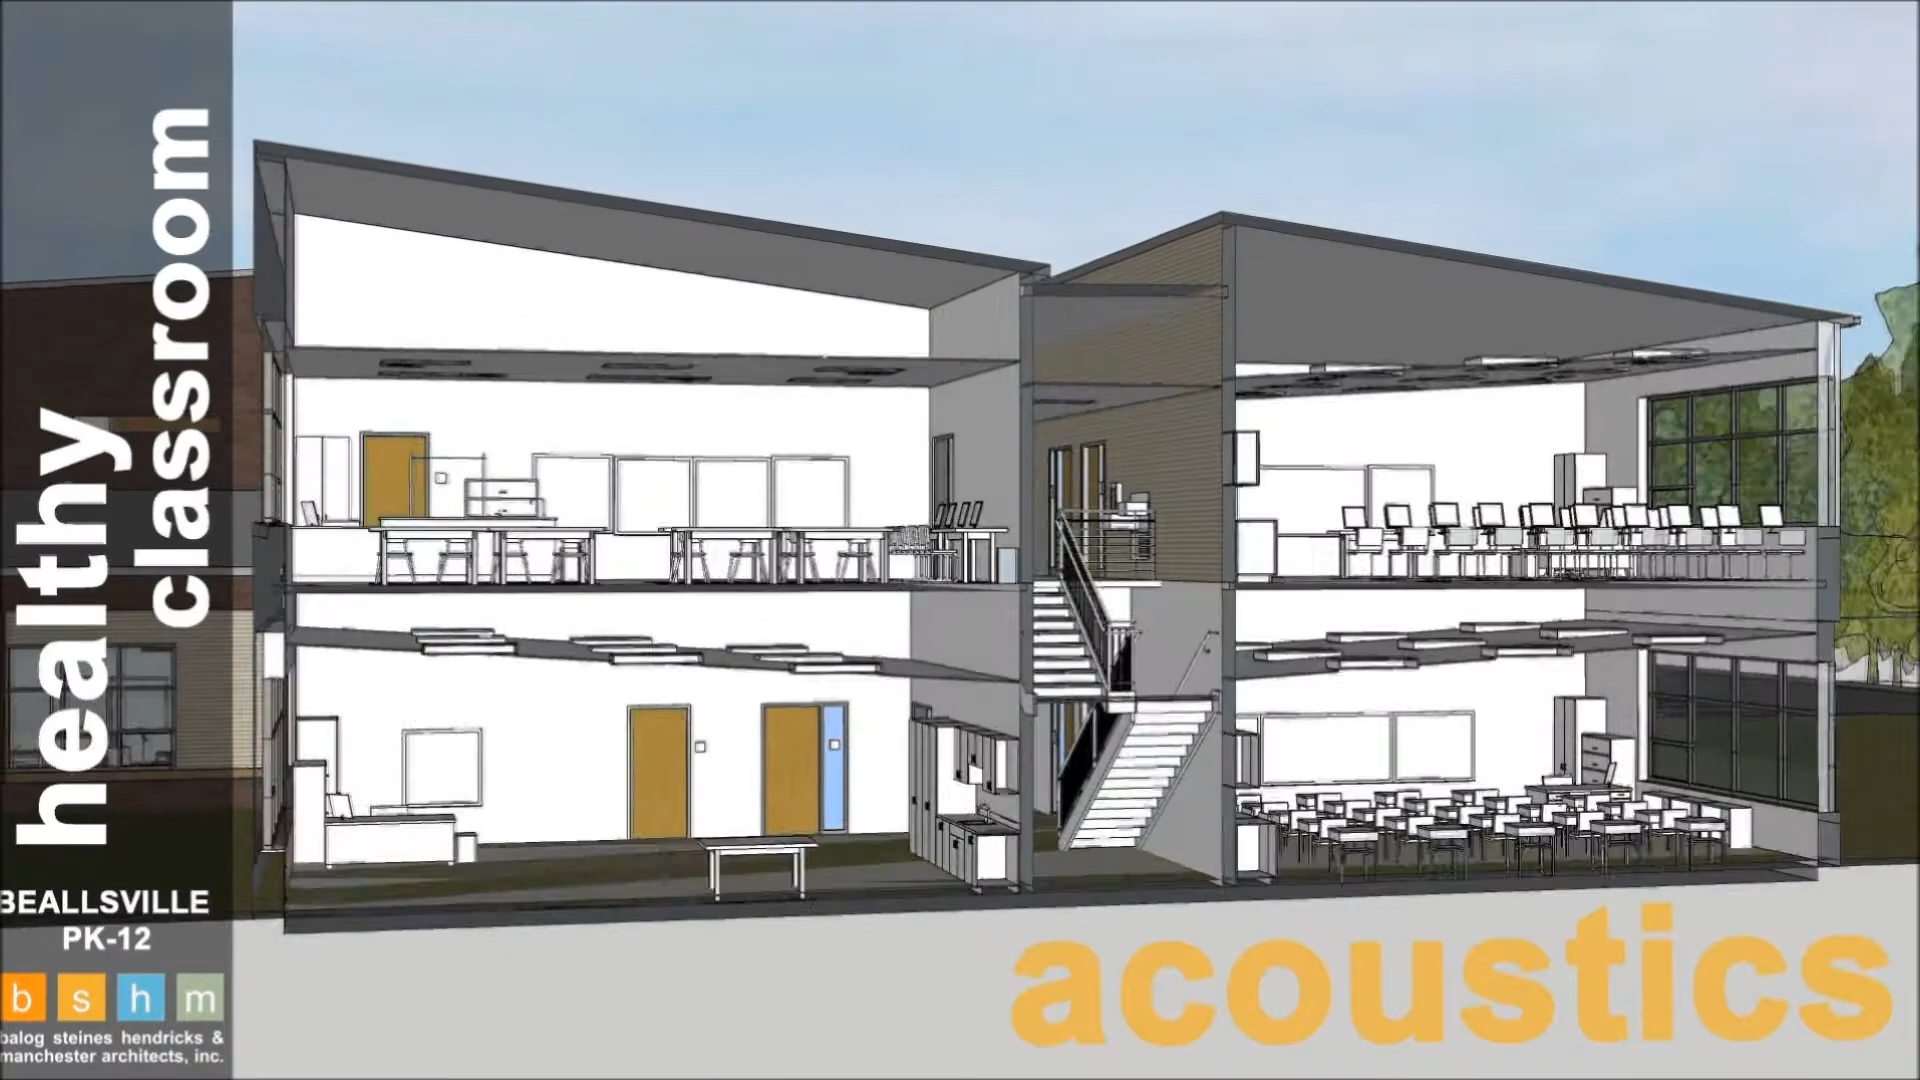 healthy
classroom
BEALLSVILLE
PK-12
b s h m
balog steines hendricks &
manchester architects, inc.
acoustics